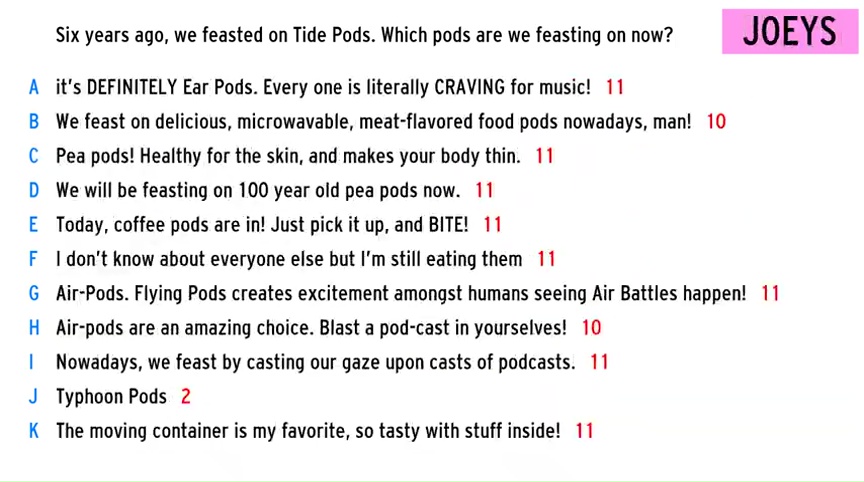 Six years ago, we feasted on Tide Pods. Which pods are we feasting on now?
JOEYS
A it's DEFINITELY Ear Pods. Every one is literally CRAVING for music! 11
B We feast on delicious, microwavable, meat-flavored food pods nowadays, man! 10
C Pea pods! Healthy for the skin, and makes your body thin. 11
D We will be feasting on 100 year old pea pods now. 11
E Today, coffee pods are in! Just pick it up, and BITE! 11
F I don't know about everyone else but I'm still eating them 11
G Air-Pods. Flying Pods creates excitement amongst humans seeing Air Battles happen! 11
H Air-pods are an amazing choice. Blast a pod-cast in yourselves! 10
I Nowadays, we feast by casting our gaze upon casts of podcasts. 11
J Typhoon Pods 2
K The moving container is my favorite, so tasty with stuff inside! 11